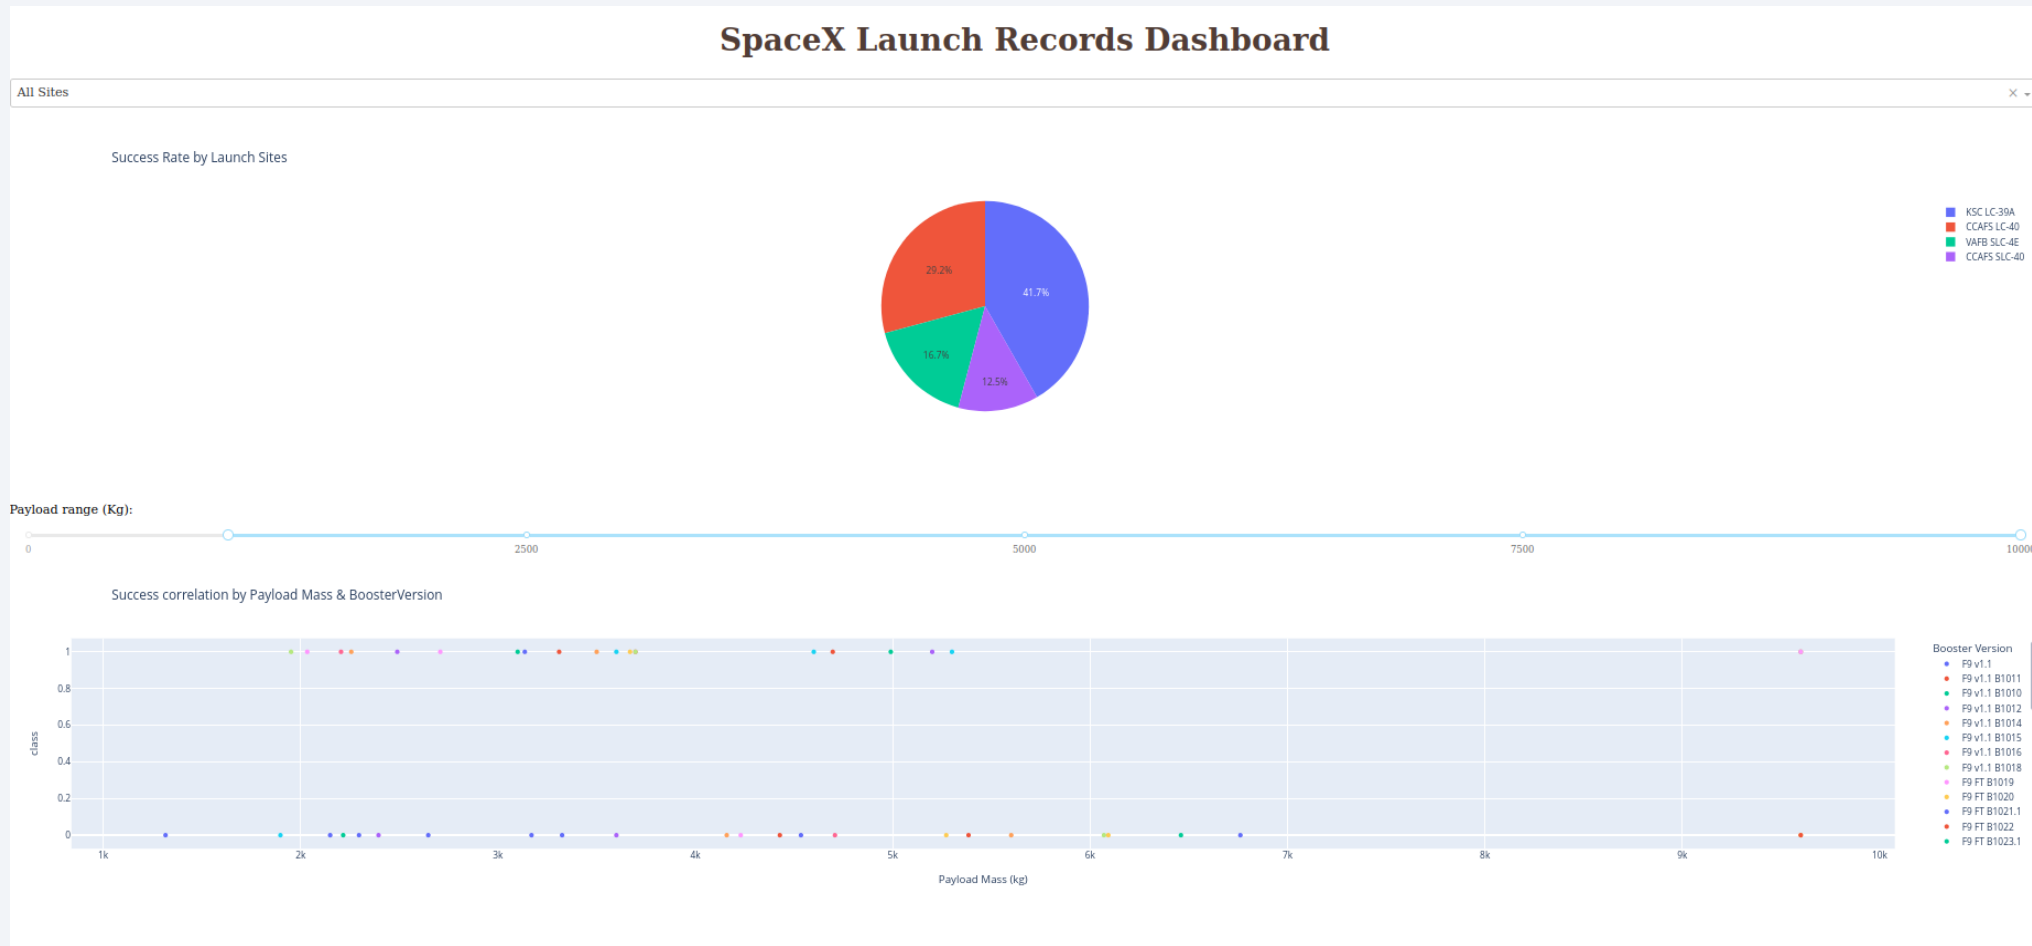 SpaceX Launch Records Dashboard
All Sites
Success Rate by Launch Sites
KSC LC-39A
CCAFS LC-40
VAFB SLC-4E
CCAFS SLC-40
29.2%
41.7%
16.7%
12.5%
Payload range (Kg):
0 2500 5000 7500 10000
Success correlation by Payload Mass & BoosterVersion
class
1
0.8
0.6
0.4
0.2
0
1k 2k 3k 4k 5k 6k 7k 8k 9k 10k
Payload Mass (kg)
Booster Version
F9 v1.1
F9 v1.1 B1011
F9 v1.1 B1010
F9 v1.1 B1012
F9 v1.1 B1014
F9 v1.1 B1015
F9 v1.1 B1016
F9 v1.1 B1018
F9 FT B1019
F9 FT B1020
F9 FT B1021.1
F9 FT B1022
F9 FT B1023.1